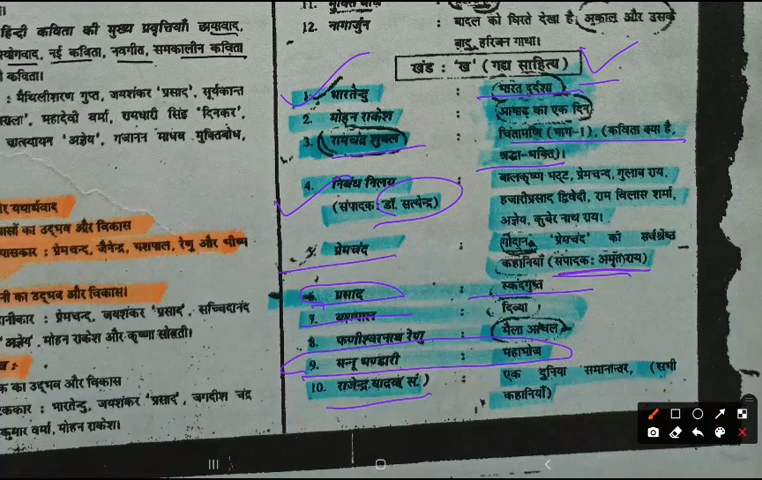 हिन्दी कविता की मुख्य प्रवृत्तियाँ छायावाद,
योगवाद, नई कविता, नवगीत, समकालीन कविता
कविता।
: मैथिलीशरण गुप्त, जयशंकर 'प्रसाद', सूर्यकान्त
महादेवी वर्मा, रामधारी सिंह 'दिनकर',
वात्स्यायन 'अज्ञेय', गजानन माधव मुक्तिबोध,
और यथार्थवाद
का उद्भव और विकास
: प्रेमचन्द, जैनेन्द्र, यशपाल, रेणु और भीष्म
नी का उद्भव और विकास।
: प्रेमचंद, जयशंकर 'प्रसाद', सच्चिदानंद
'अज्ञेय', मोहन राकेश और कृष्णा सोबती।
क का उद्भव और विकास
: भारतेन्दु, जयशंकर 'प्रसाद', जगदीश चंद्र
कुमार वर्मा, मोहन राकेश।
12. नागार्जुन : बादल को घिरते देखा है, अकाल और उसके
बाद, हरिजन गाथा।
खंड : 'ख' (गद्य साहित्य)
1. भारतेन्दु : भारत दुर्दशा
2. मोहन राकेश : आषाढ़ का एक दिन
3. रामचंद्र शुक्ल : चिंतामणि (भाग-1), (कविता क्या है,
श्रद्धा-भक्ति)।
4. निबंध निलय : बालकृष्ण भट्ट, प्रेमचन्द, गुलाब राय,
(संपादक : डॉ. सत्येन्द्र) हजारीप्रसाद द्विवेदी, राम विलास शर्मा,
अज्ञेय, कुबेर नाथ राय।
5. प्रेमचंद : गोदान, 'प्रेमचंद' की सर्वश्रेष्ठ
कहानियाँ (संपादक : अमृत राय)
6. प्रसाद : स्कंदगुप्त
7. यशपाल : दिव्या
8. फणीश्वरनाथ रेणु : मैला आंचल
9. मन्नू भण्डारी : महाभोज
10. राजेन्द्र यादव (सं.) : एक दुनिया समानान्तर, (सभी
कहानियाँ)